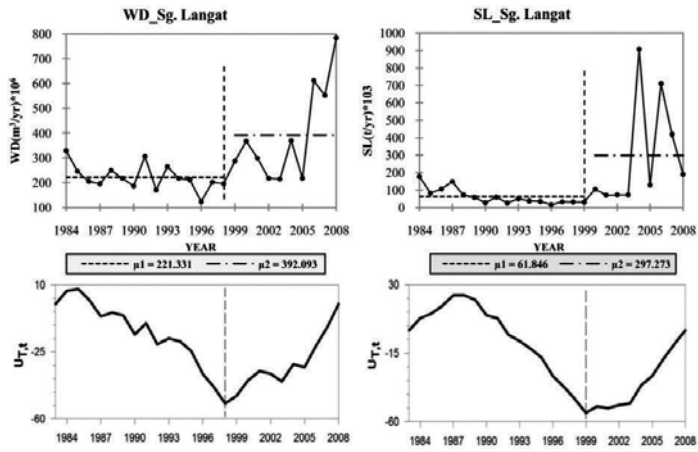 WD_Sg. Langat
WD(m³/yr)*10⁶
800
700
600
500
400
300
200
100
1984 1987 1990 1993 1996 1999 2002 2005 2008
YEAR
μ1 = 221.331 μ2 = 392.093
U_T,t
10
-25
-60
1984 1987 1990 1993 1996 1999 2002 2005 2008
SL_Sg. Langat
SL(t/yr)*103
1000
900
800
700
600
500
400
300
200
100
0
1984 1987 1990 1993 1996 1999 2002 2005 2008
YEAR
μ1 = 61.846 μ2 = 297.273
U_T,t
30
-15
-60
1984 1987 1990 1993 1996 1999 2002 2005 2008